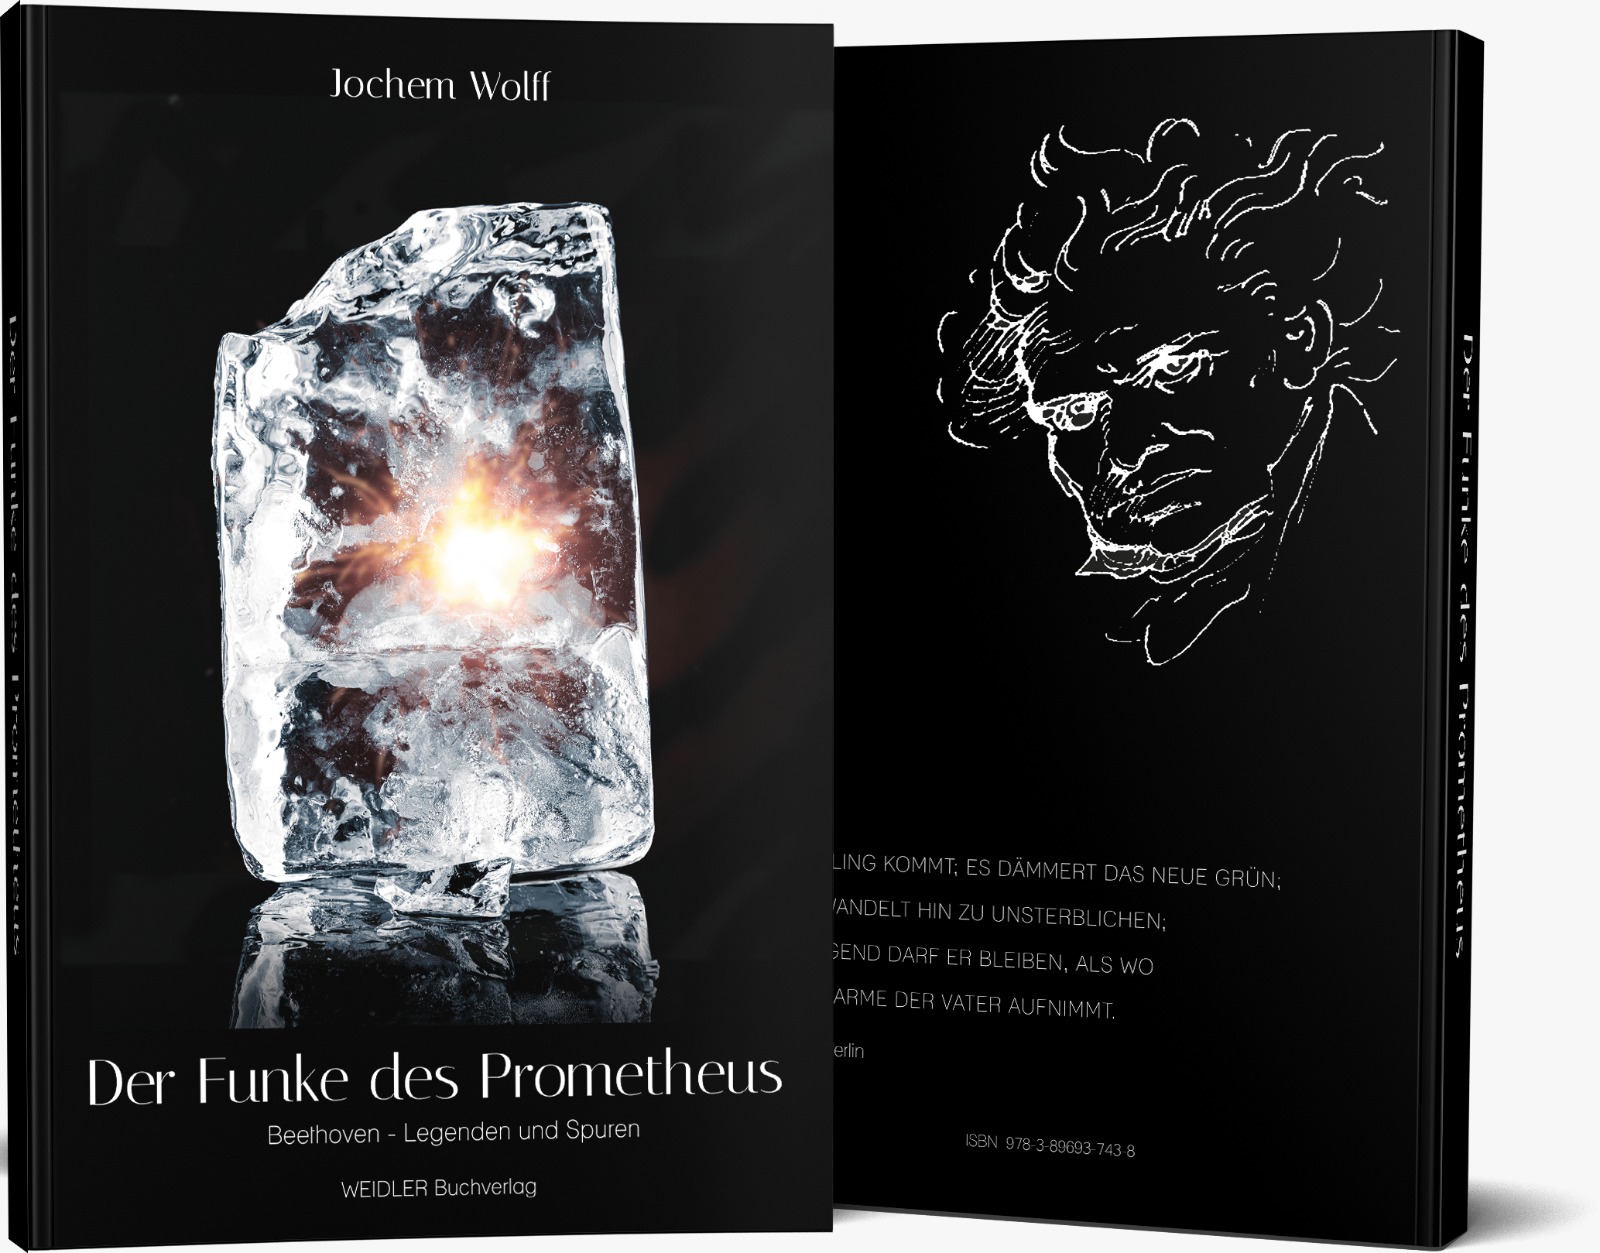 Jochem Wolff
Der Funke des Prometheus
Beethoven - Legenden und Spuren
WEIDLER Buchverlag
Der Funke des Prometheus
LING KOMMT; ES DÄMMERT DAS NEUE GRÜN;
ANDELT HIN ZU UNSTERBLICHEN;
GEND DARF ER BLEIBEN, ALS WO
ARME DER VATER AUFNIMMT.
erlin
ISBN 978-3-89693-743-8
Der Funke des Prometheus